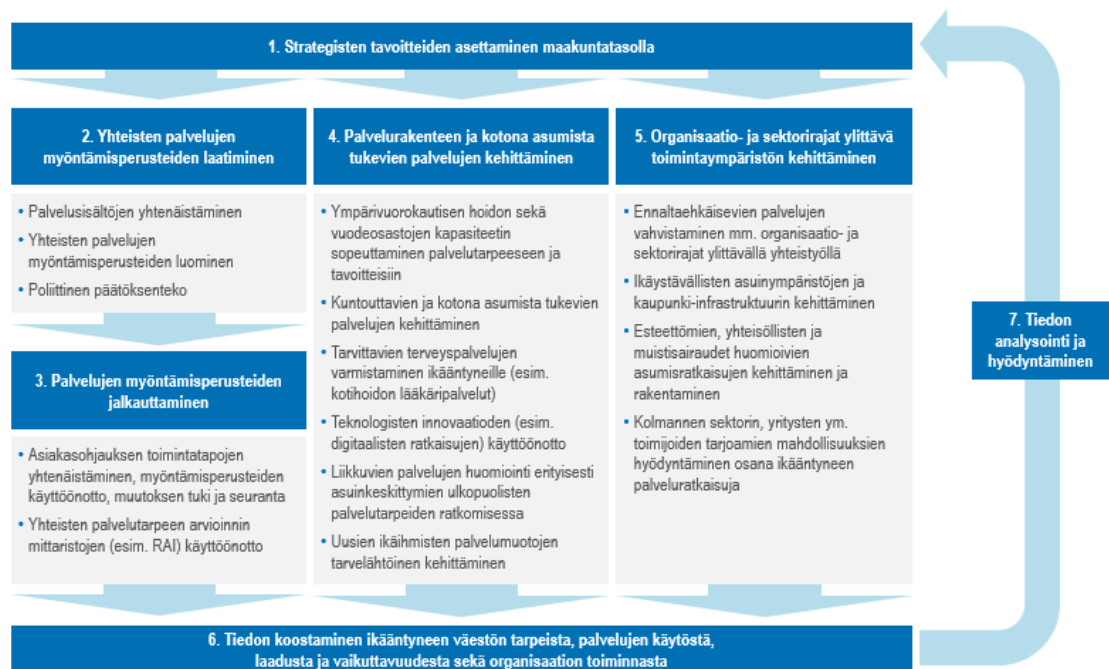 1. Strategisten tavoitteiden asettaminen maakuntatasolla
2. Yhteisten palvelujen
myöntämisperusteiden laatiminen
• Palvelusisältöjen yhtenäistäminen
• Yhteisten palvelujen
myöntämisperusteiden luominen
• Poliittinen päätöksenteko
3. Palvelujen myöntämisperusteiden
jalkauttaminen
• Asiakasohjauksen toimintatapojen
yhtenäistäminen, myöntämisperusteiden
käyttöönotto, muutoksen tuki ja seuranta
• Yhteisten palvelutarpeen arvioinnin
mittaristojen (esim. RAI) käyttöönotto
4. Palvelurakenteen ja kotona asumista
tukevien palvelujen kehittäminen
• Ympärivuorokautisen hoidon sekä
vuodeosastojen kapasiteetin
sopeuttaminen palvelutarpeeseen ja
tavoitteisiin
• Kuntouttavien ja kotona asumista tukevien
palvelujen kehittäminen
• Tarvittavien terveyspalvelujen
varmistaminen ikääntyneille (esim.
kotihoidon lääkäripalvelut)
• Teknologisten innovaatioden (esim.
digitaalisten ratkaisujen) käyttöönotto
• Liikkuvien palvelujen huomiointi erityisesti
asuinkeskittymien ulkopuolisten
palvelutarpeiden ratkomisessa
• Uusien ikäihmisten palvelumuotojen
tarvelähtöinen kehittäminen
5. Organisaatio- ja sektorirajat ylittävä
toimintaympäristön kehittäminen
• Ennaltaehkäisevien palvelujen
vahvistaminen mm. organisaatio- ja
sektorirajat ylittävällä yhteistyöllä
• Ikäystävällisten asuinympäristöjen ja
kaupunki-infrastruktuurin kehittäminen
• Esteettömien, yhteisöllisten ja
muistisairaudet huomioivien
asumisratkaisujen kehittäminen ja
rakentaminen
• Kolmannen sektorin, yritysten ym.
toimijoiden tarjoamien mahdollisuuksien
hyödyntäminen osana ikääntyneen
palveluratkaisuja
6. Tiedon koostaminen ikääntyneen väestön tarpeista, palvelujen käytöstä,
laadusta ja vaikuttavuudesta sekä organisaation toiminnasta
7. Tiedon
analysointi ja
hyödyntäminen